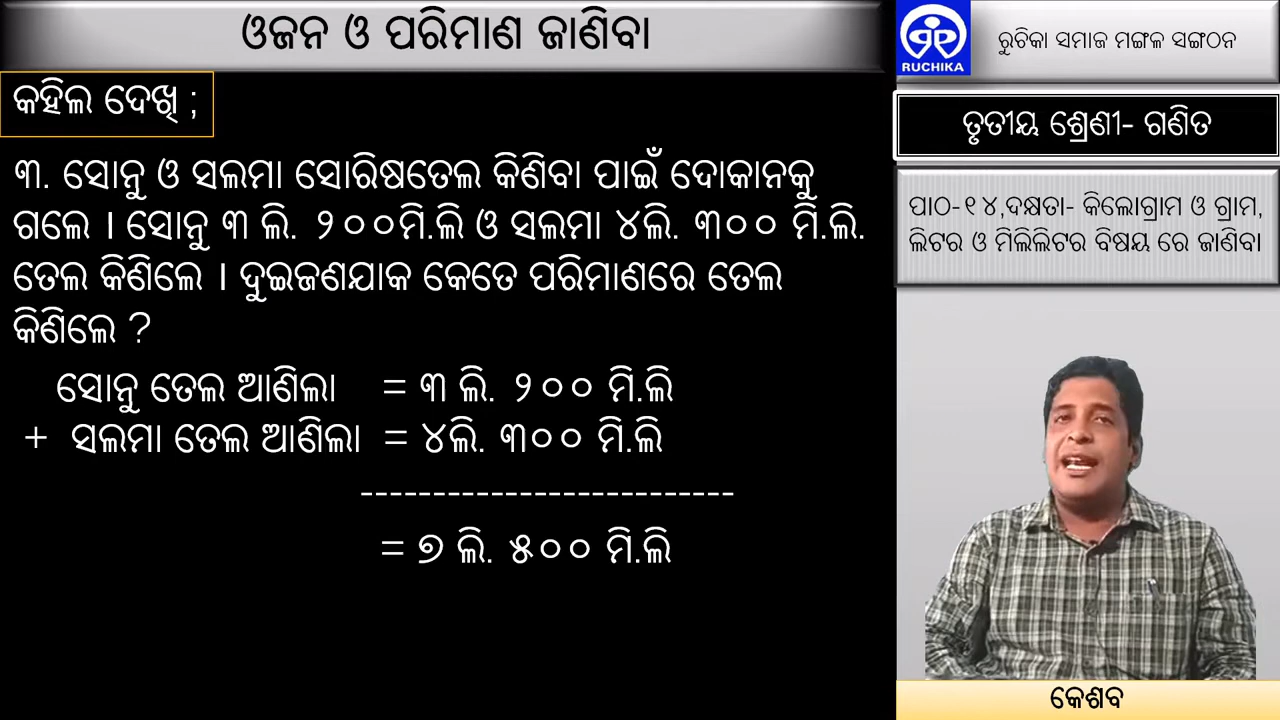 ଓଜନ ଓ ପରିମାଣ ଜାଣିବା
RUCHIKA
ରୁଚିକା ସମାଜ ମଙ୍ଗଳ ସଙ୍ଗଠନ
କହିଲ ଦେଖି ;
ତୃତୀୟ ଶ୍ରେଣୀ- ଗଣିତ
ପାଠ-୧୪,ଦକ୍ଷତା- କିଲୋଗ୍ରାମ ଓ ଗ୍ରାମ,
ଲିଟର ଓ ମିଲିଲିଟର ବିଷୟ ରେ ଜାଣିବା
୩. ସୋନୁ ଓ ସଲମା ସୋରିଷତେଲ କିଣିବା ପାଇଁ ଦୋକାନକୁ
ଗଲେ । ସୋନୁ ୩ ଲି. ୨୦୦ମି.ଲି ଓ ସଲମା ୪ଲି. ୩୦୦ ମି.ଲି.
ତେଲ କିଣିଲେ । ଦୁଇଜଣଯାକ କେତେ ପରିମାଣରେ ତେଲ
କିଣିଲେ ?
ସୋନୁ ତେଲ ଆଣିଲା = ୩ ଲି. ୨୦୦ ମି.ଲି
+ ସଲମା ତେଲ ଆଣିଲା = ୪ଲି. ୩୦୦ ମି.ଲି
--------------------------
= ୭ ଲି. ୫୦୦ ମି.ଲି
କେଶବ